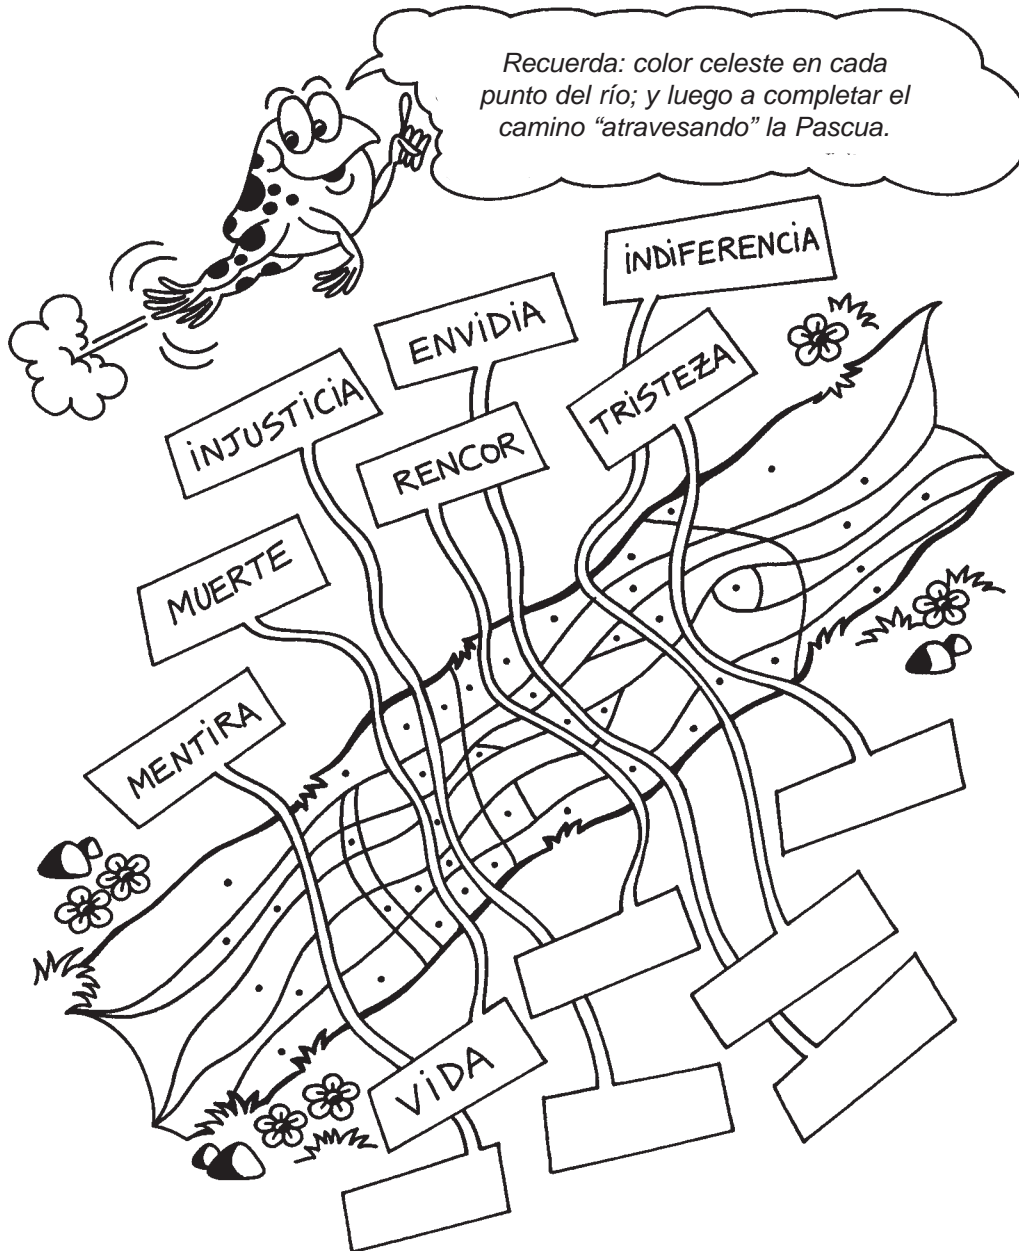 Recuerda: color celeste en cada
punto del río; y luego a completar el
camino “atravesando” la Pascua.
iNDiFERENCiA
ENViDiA
TRiSTEZA
iNJUSTiCiA
RENCOR
MUERTE
MENTiRA
ViDA